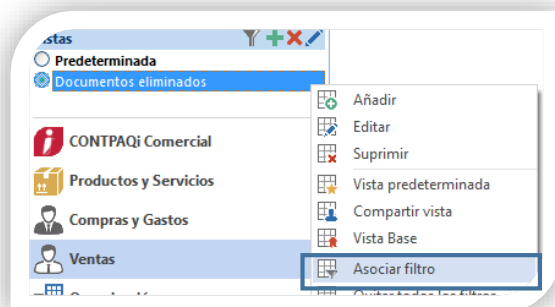 Predeterminada
Documentos eliminados
Añadir
Editar
Suprimir
Vista predeterminada
Compartir vista
Vista Base
Asociar filtro
CONTPAQi Comercial
Productos y Servicios
Compras y Gastos
Ventas